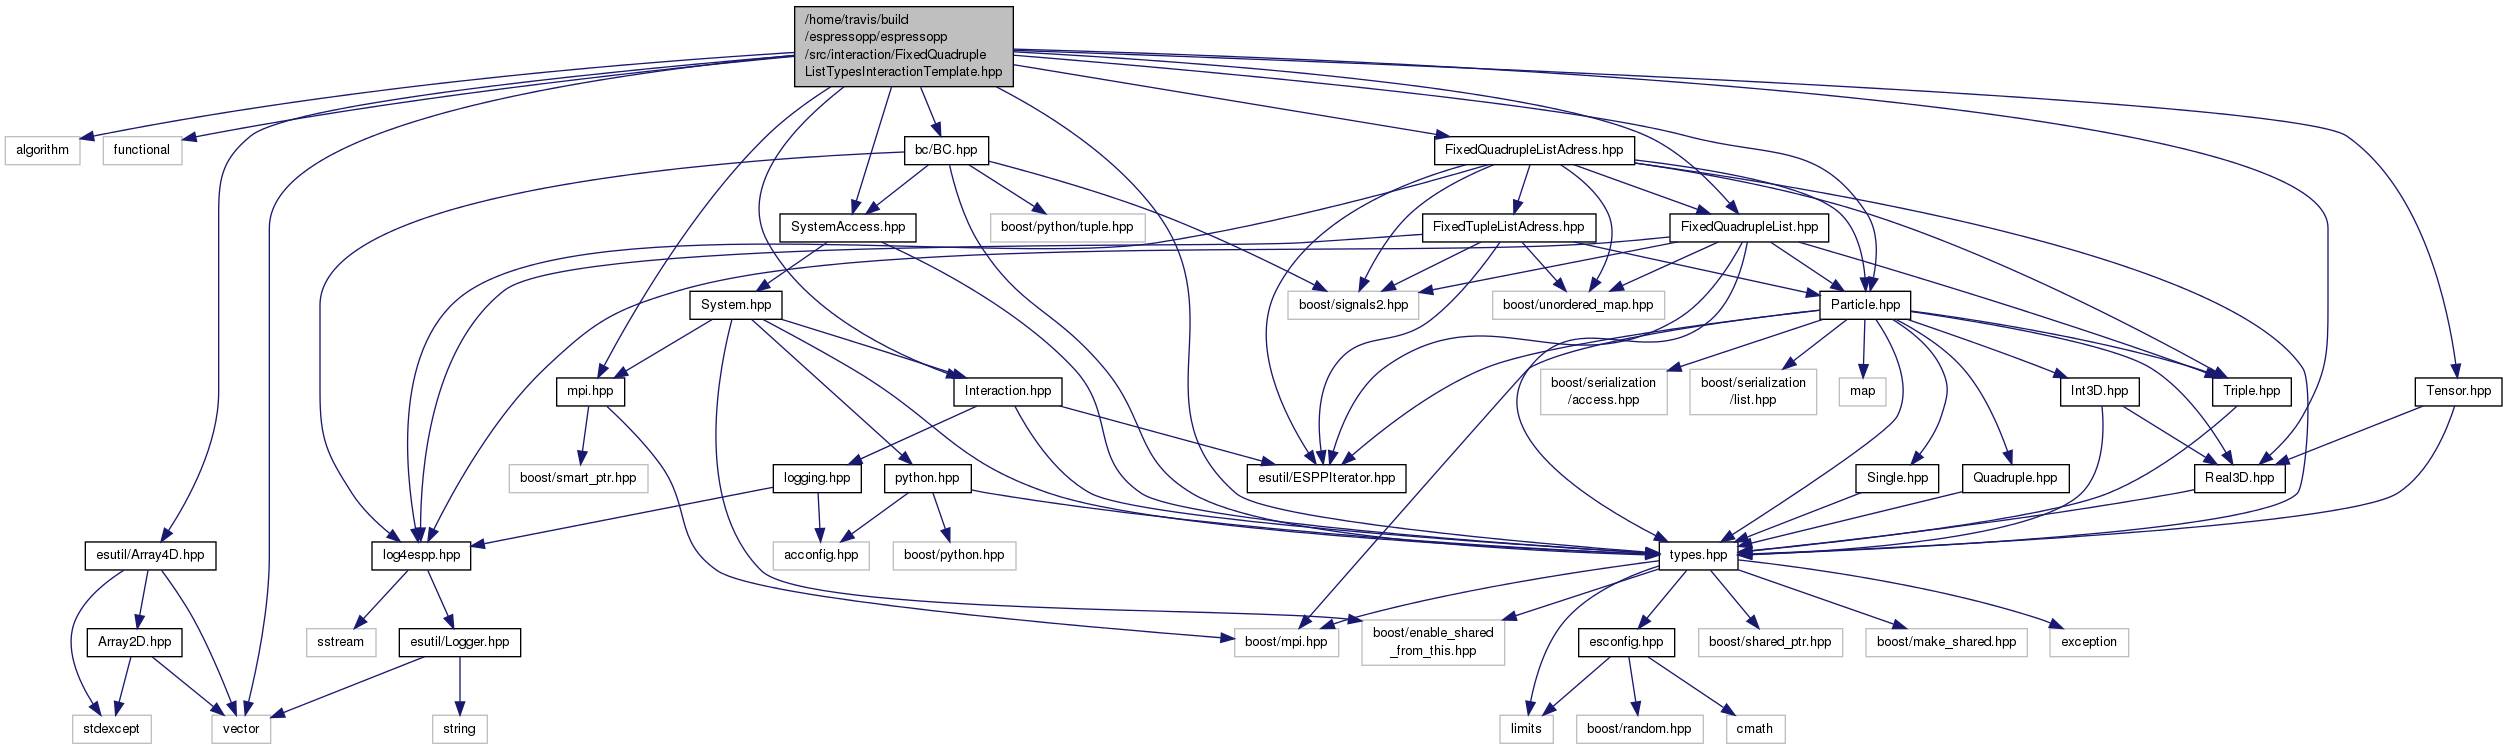 /home/travis/build
/espressopp/espressopp
/src/interaction/FixedQuadruple
ListTypesInteractionTemplate.hpp
algorithm
functional
bc/BC.hpp
FixedQuadrupleListAdress.hpp
SystemAccess.hpp
boost/python/tuple.hpp
FixedTupleListAdress.hpp
FixedQuadrupleList.hpp
System.hpp
boost/signals2.hpp
boost/unordered_map.hpp
Particle.hpp
mpi.hpp
Interaction.hpp
boost/serialization
/access.hpp
boost/serialization
/list.hpp
map
Int3D.hpp
Triple.hpp
Tensor.hpp
boost/smart_ptr.hpp
logging.hpp
python.hpp
esutil/ESPPIterator.hpp
Single.hpp
Quadruple.hpp
Real3D.hpp
esutil/Array4D.hpp
log4espp.hpp
acconfig.hpp
boost/python.hpp
types.hpp
Array2D.hpp
sstream
esutil/Logger.hpp
boost/mpi.hpp
boost/enable_shared
_from_this.hpp
esconfig.hpp
boost/shared_ptr.hpp
boost/make_shared.hpp
exception
stdexcept
vector
string
limits
boost/random.hpp
cmath